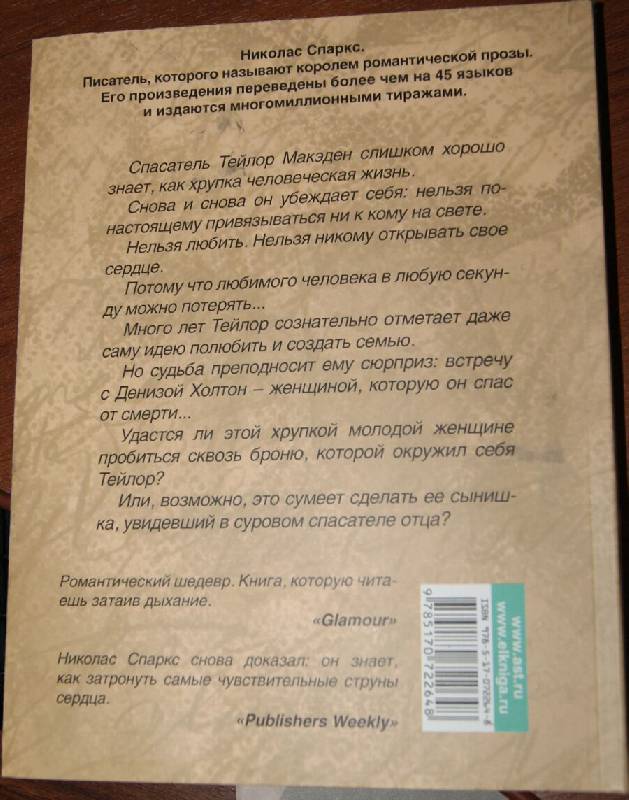 Николас Спаркс.
Писатель, которого называют королем романтической прозы.
Его произведения переведены более чем на 45 языков
и издаются многомиллионными тиражами.
Спасатель Тейлор Макэден слишком хорошо
знает, как хрупка человеческая жизнь.
Снова и снова он убеждает себя: нельзя по-
настоящему привязываться ни к кому на свете.
Нельзя любить. Нельзя никому открывать свое
сердце.
Потому что любимого человека в любую секун-
ду можно потерять...
Много лет Тейлор сознательно отметает даже
саму идею полюбить и создать семью.
Но судьба преподносит ему сюрприз: встречу
с Денизой Холтон – женщиной, которую он спас
от смерти...
Удастся ли этой хрупкой молодой женщине
пробиться сквозь броню, которой окружил себя
Тейлор?
Или, возможно, это сумеет сделать ее сыниш-
ка, увидевший в суровом спасателе отца?
Романтический шедевр. Книга, которую чита-
ешь затаив дыхание.
«Glamour»
Николас Спаркс снова доказал: он знает,
как затронуть самые чувствительные струны
сердца.
«Publishers Weekly»
www.ast.ru
www.elkniga.ru
ISBN 978-5-17-072264-8
9785170722648